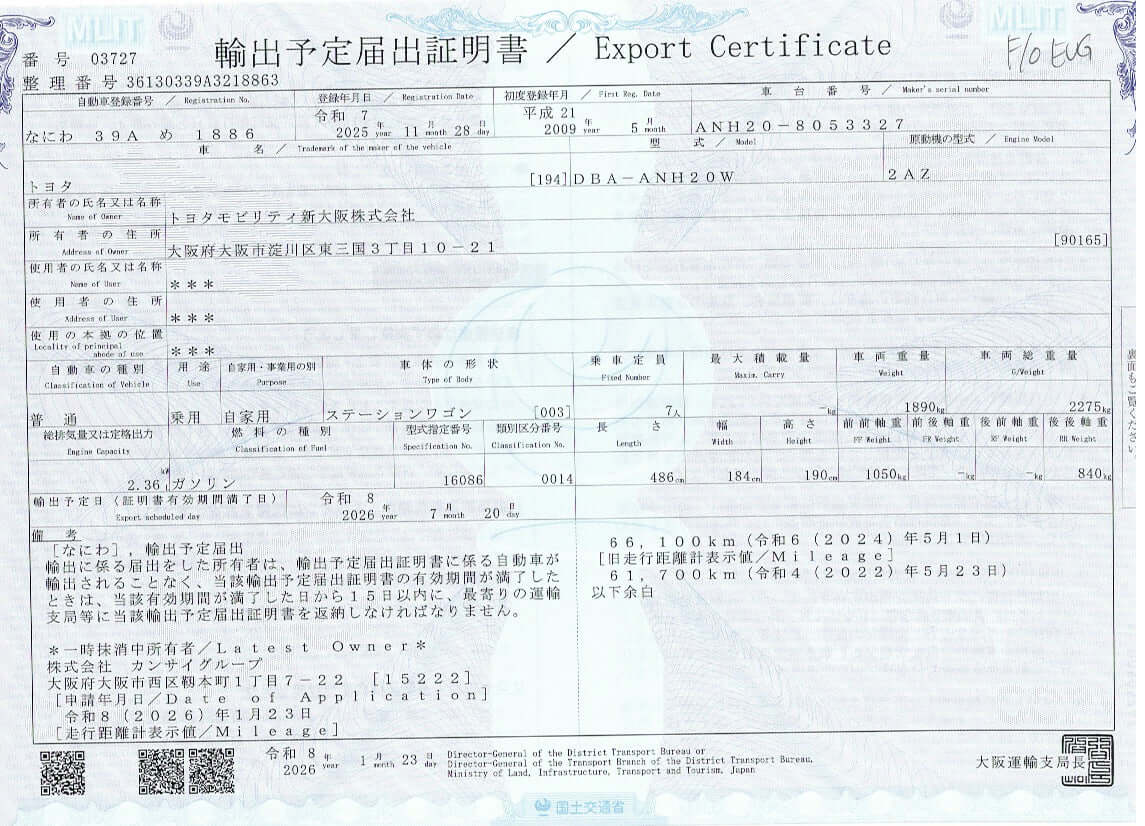 MLIT
MLIT
番号 03727
輸出予定届出証明書 / Export Certificate
F/O EUG
整理番号 36130339A3218863
自動車登録番号 / Registration No.
登録年月日 / Registration Date
初度登録年月 / First Reg. Date
車台番号 / Maker's serial number
なにわ 39A め 1886
令和 7
2025 年 year 11 月 month 28 日 day
平成 21
2009 年 year 5 月 month
ANH20-8053327
車名 / Trademark of the maker of the vehicle
型式 / Model
原動機の型式 / Engine Model
トヨタ [194]
DBA-ANH20W
2AZ
所有者の氏名又は名称
Name of Owner
トヨタモビリティ新大阪株式会社
所有者の住所
Address of Owner
大阪府大阪市淀川区東三国3丁目10-21 [90165]
使用者の氏名又は名称
Name of User
***
使用者の住所
Address of User
***
使用の本拠の位置
Locality of principal abode of use
***
自動車の種別
Classification of Vehicle
用途
Use
自家用・事業用の別
Purpose
車体の形状
Type of Body
乗車定員
Fixed Number
最大積載量
Maxim. Carry
車両重量
Weight
車両総重量
G/Weight
普通 乗用 自家用 ステーションワゴン [003] 7人 -kg 1890kg 2275kg
総排気量又は定格出力
Engine Capacity
燃料の種別
Classification of Fuel
型式指定番号
Specification No.
類別区分番号
Classification No.
長さ
Length
幅
Width
高さ
Height
前前軸重
FF Weight
前後軸重
FR Weight
後前軸重
RF Weight
後後軸重
RR Weight
kW
2.36 L ガソリン 16086 0014 486cm 184cm 190cm 1050kg -kg -kg 840kg
輸出予定日(証明書有効期間満了日)
Export scheduled day
令和 8
2026 年 year 7 月 month 20 日 day
備考
[なにわ],輸出予定届出
輸出に係る届出をした所有者は、輸出予定届出証明書に係る自動車が
輸出されることなく、当該輸出予定届出証明書の有効期間が満了した
ときは、当該有効期間が満了した日から15日以内に、最寄りの運輸
支局等に当該輸出予定届出証明書を返納しなければなりません。
*一時抹消中所有者/Latest Owner*
株式会社 カンサイグループ
大阪府大阪市西区靱本町1丁目7-22 [15222]
[申請年月日/Date of Application]
令和8(2026)年1月23日
[走行距離計表示値/Mileage]
66,100km(令和6(2024)年5月1日)
[旧走行距離計表示値/Mileage]
61,700km(令和4(2022)年5月23日)
以下余白
裏面もご覧ください
令和 8
2026 年 year 1 月 month 23 日 day
Director-General of the District Transport Bureau or
Director-General of the Transport Branch of the District Transport Bureau.
Ministry of Land, Infrastructure, Transport and Tourism, Japan
大阪運輸支局長
国土交通省